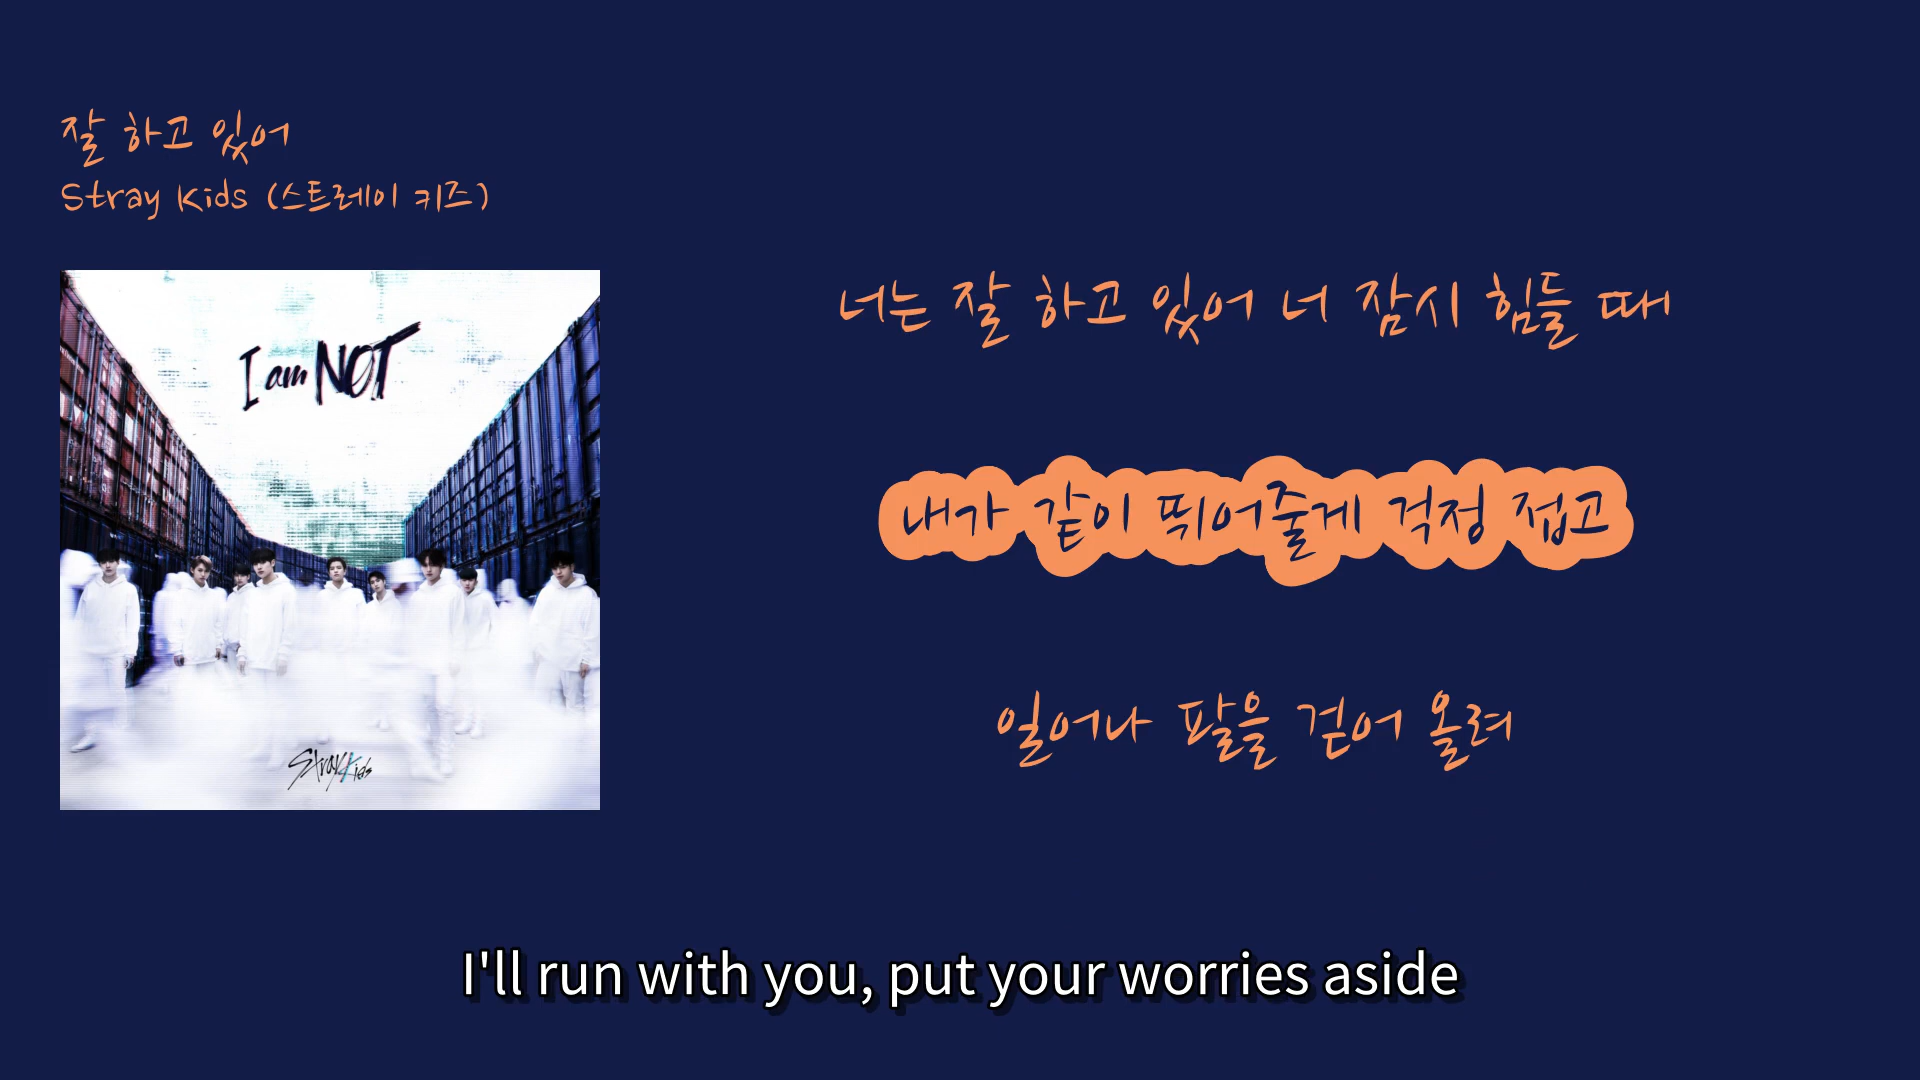 잘 하고 있어
Stray Kids (스트레이 키즈)
I am NOT
Stray Kids
너는 잘 하고 있어 너 잠시 힘들 때
내가 같이 뛰어줄게 걱정 접고
일어나 팔을 걷어 올려
I'll run with you, put your worries aside